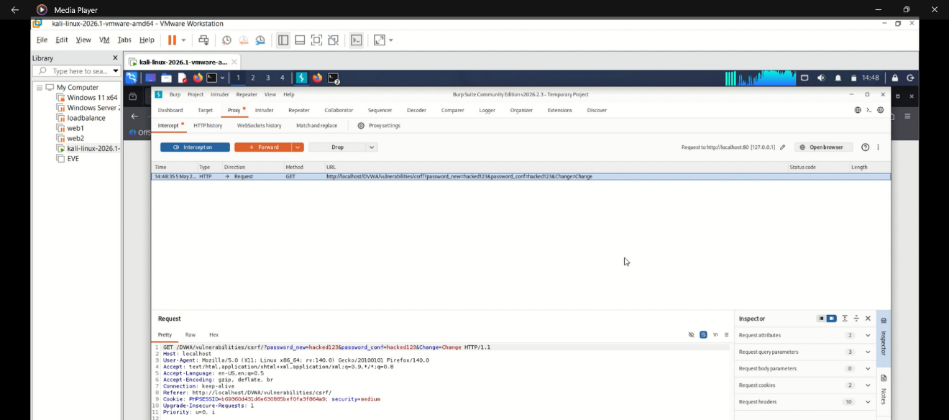 Media Player
kali-linux-2026.1-vmware-amd64 - VMware Workstation
File Edit View VM Tabs Help
Library
Type here to sea...
My Computer
Windows 11 x64
Windows Server 2
loadbalance
web1
web2
kali-linux-2026.1-
EVE
kali-linux-2026.1-vmware-a...
1 2 3 4
14:48
Burp Project Intruder Repeater View Help
Burp Suite Community Edition v2026.2.3 - Temporary Project
Dashboard Target Proxy Intruder Repeater Collaborator Sequencer Decoder Comparer Logger Organizer Extensions Discover
Intercept HTTP history WebSockets history Match and replace Proxy settings
Interception Forward Drop Request to http://localhost:80 [127.0.0.1] Open browser
Time Type Direction Method URL Status code Length
14:48:35 5 May 2... HTTP → Request GET http://localhost/DVWA/vulnerabilities/csrf/?password_new=hacked123&password_conf=hacked123&Change=Change
Request
Pretty Raw Hex
1 GET /DVWA/vulnerabilities/csrf/?password_new=hacked123&password_conf=hacked123&Change=Change HTTP/1.1
2 Host: localhost
3 User-Agent: Mozilla/5.0 (X11; Linux x86_64; rv:140.0) Gecko/20100101 Firefox/140.0
4 Accept: text/html,application/xhtml+xml,application/xml;q=0.9,*/*;q=0.8
5 Accept-Language: en-US,en;q=0.5
6 Accept-Encoding: gzip, deflate, br
7 Connection: keep-alive
8 Referer: http://localhost/DVWA/vulnerabilities/csrf/
9 Cookie: security=medium
10 Upgrade-Insecure-Requests: 1
11 Priority: u=0, i
12
Inspector
Request attributes 2
Request query parameters 3
Request body parameters 0
Request cookies 2
Request headers 10
Inspector
Notes